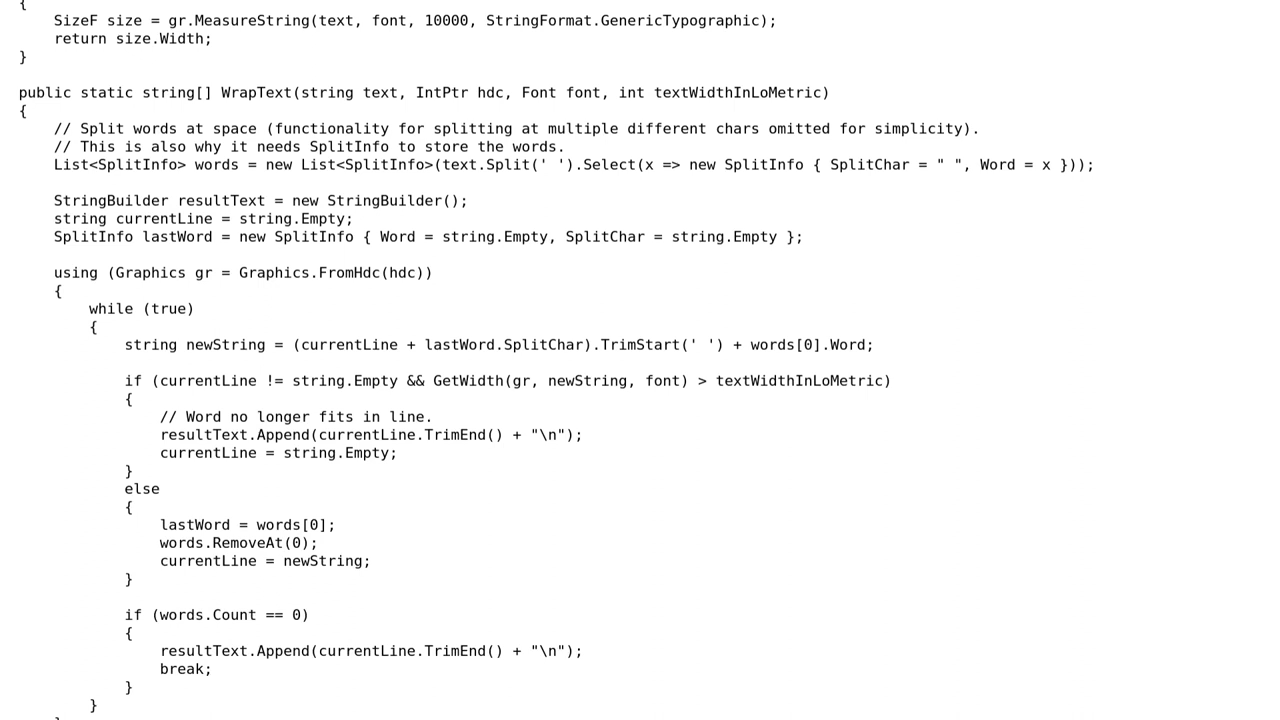 {
    SizeF size = gr.MeasureString(text, font, 10000, StringFormat.GenericTypographic);
    return size.Width;
}

public static string[] WrapText(string text, IntPtr hdc, Font font, int textWidthInLoMetric)
{
    // Split words at space (functionality for splitting at multiple different chars omitted for simplicity).
    // This is also why it needs SplitInfo to store the words.
    List<SplitInfo> words = new List<SplitInfo>(text.Split(' ').Select(x => new SplitInfo { SplitChar = " ", Word = x }));

    StringBuilder resultText = new StringBuilder();
    string currentLine = string.Empty;
    SplitInfo lastWord = new SplitInfo { Word = string.Empty, SplitChar = string.Empty };

    using (Graphics gr = Graphics.FromHdc(hdc))
    {
        while (true)
        {
            string newString = (currentLine + lastWord.SplitChar).TrimStart(' ') + words[0].Word;

            if (currentLine != string.Empty && GetWidth(gr, newString, font) > textWidthInLoMetric)
            {
                // Word no longer fits in line.
                resultText.Append(currentLine.TrimEnd() + "\n");
                currentLine = string.Empty;
            }
            else
            {
                lastWord = words[0];
                words.RemoveAt(0);
                currentLine = newString;
            }

            if (words.Count == 0)
            {
                resultText.Append(currentLine.TrimEnd() + "\n");
                break;
            }
        }
    }